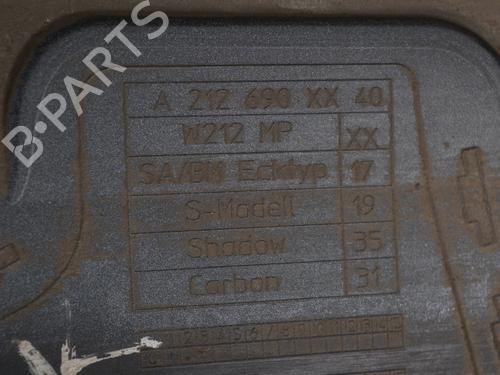 B-PARTS
A 212 690 XX 40
W212 MP XX
SA/BM Ecktyp 17
S-Modell 19
Shadow 35
Carbon 31